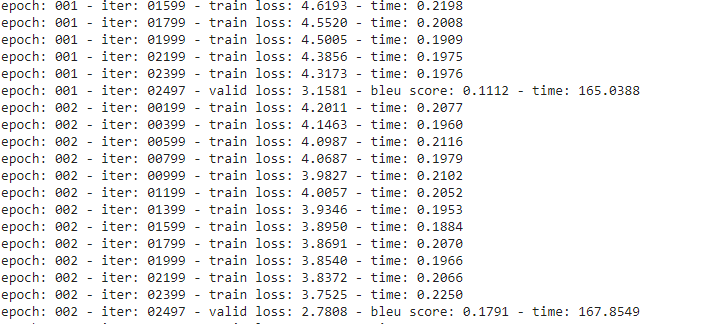 epoch: 001 - iter: 01599 - train loss: 4.6193 - time: 0.2198
epoch: 001 - iter: 01799 - train loss: 4.5520 - time: 0.2008
epoch: 001 - iter: 01999 - train loss: 4.5005 - time: 0.1909
epoch: 001 - iter: 02199 - train loss: 4.3856 - time: 0.1975
epoch: 001 - iter: 02399 - train loss: 4.3173 - time: 0.1976
epoch: 001 - iter: 02497 - valid loss: 3.1581 - bleu score: 0.1112 - time: 165.0388
epoch: 002 - iter: 00199 - train loss: 4.2011 - time: 0.2077
epoch: 002 - iter: 00399 - train loss: 4.1463 - time: 0.1960
epoch: 002 - iter: 00599 - train loss: 4.0987 - time: 0.2116
epoch: 002 - iter: 00799 - train loss: 4.0687 - time: 0.1979
epoch: 002 - iter: 00999 - train loss: 3.9827 - time: 0.2102
epoch: 002 - iter: 01199 - train loss: 4.0057 - time: 0.2052
epoch: 002 - iter: 01399 - train loss: 3.9346 - time: 0.1953
epoch: 002 - iter: 01599 - train loss: 3.8950 - time: 0.1884
epoch: 002 - iter: 01799 - train loss: 3.8691 - time: 0.2070
epoch: 002 - iter: 01999 - train loss: 3.8540 - time: 0.1966
epoch: 002 - iter: 02199 - train loss: 3.8372 - time: 0.2066
epoch: 002 - iter: 02399 - train loss: 3.7525 - time: 0.2250
epoch: 002 - iter: 02497 - valid loss: 2.7808 - bleu score: 0.1791 - time: 167.8549